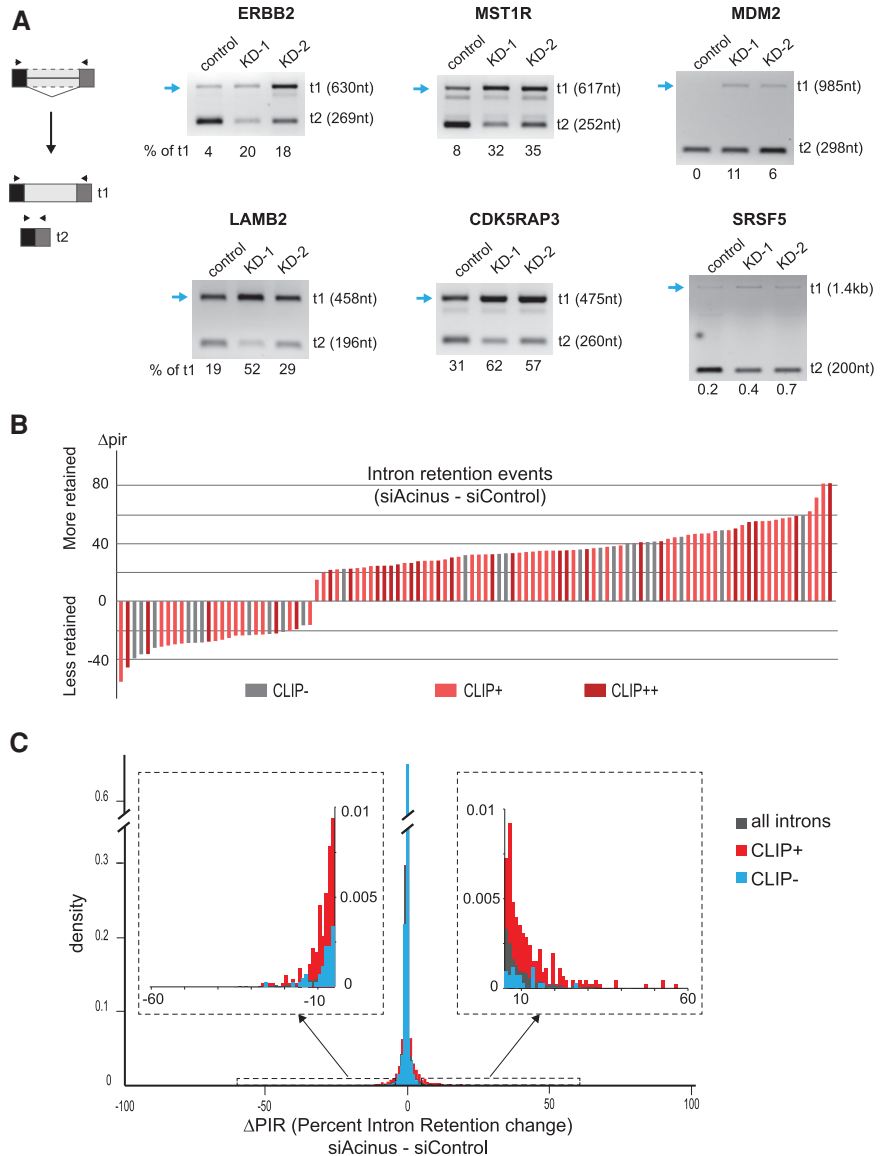 A
ERBB2
control KD-1 KD-2
t1 (630nt)
t2 (269nt)
% of t1 4 20 18
MST1R
control KD-1 KD-2
t1 (617nt)
t2 (252nt)
8 32 35
MDM2
control KD-1 KD-2
t1 (985nt)
t2 (298nt)
0 11 6
t1
t2
LAMB2
control KD-1 KD-2
t1 (458nt)
t2 (196nt)
% of t1 19 52 29
CDK5RAP3
control KD-1 KD-2
t1 (475nt)
t2 (260nt)
31 62 57
SRSF5
control KD-1 KD-2
t1 (1.4kb)
t2 (200nt)
0.2 0.4 0.7
B
Δpir
More retained
Less retained
80
40
0
-40
Intron retention events
(siAcinus - siControl)
CLIP- CLIP+ CLIP++
C
density
0.6
0.3
0.2
0.1
0
0.01
0.005
0
-60 -10
0.01
0.005
0
10 60
all introns
CLIP+
CLIP-
-100 -50 0 50 100
ΔPIR (Percent Intron Retention change)
siAcinus - siControl